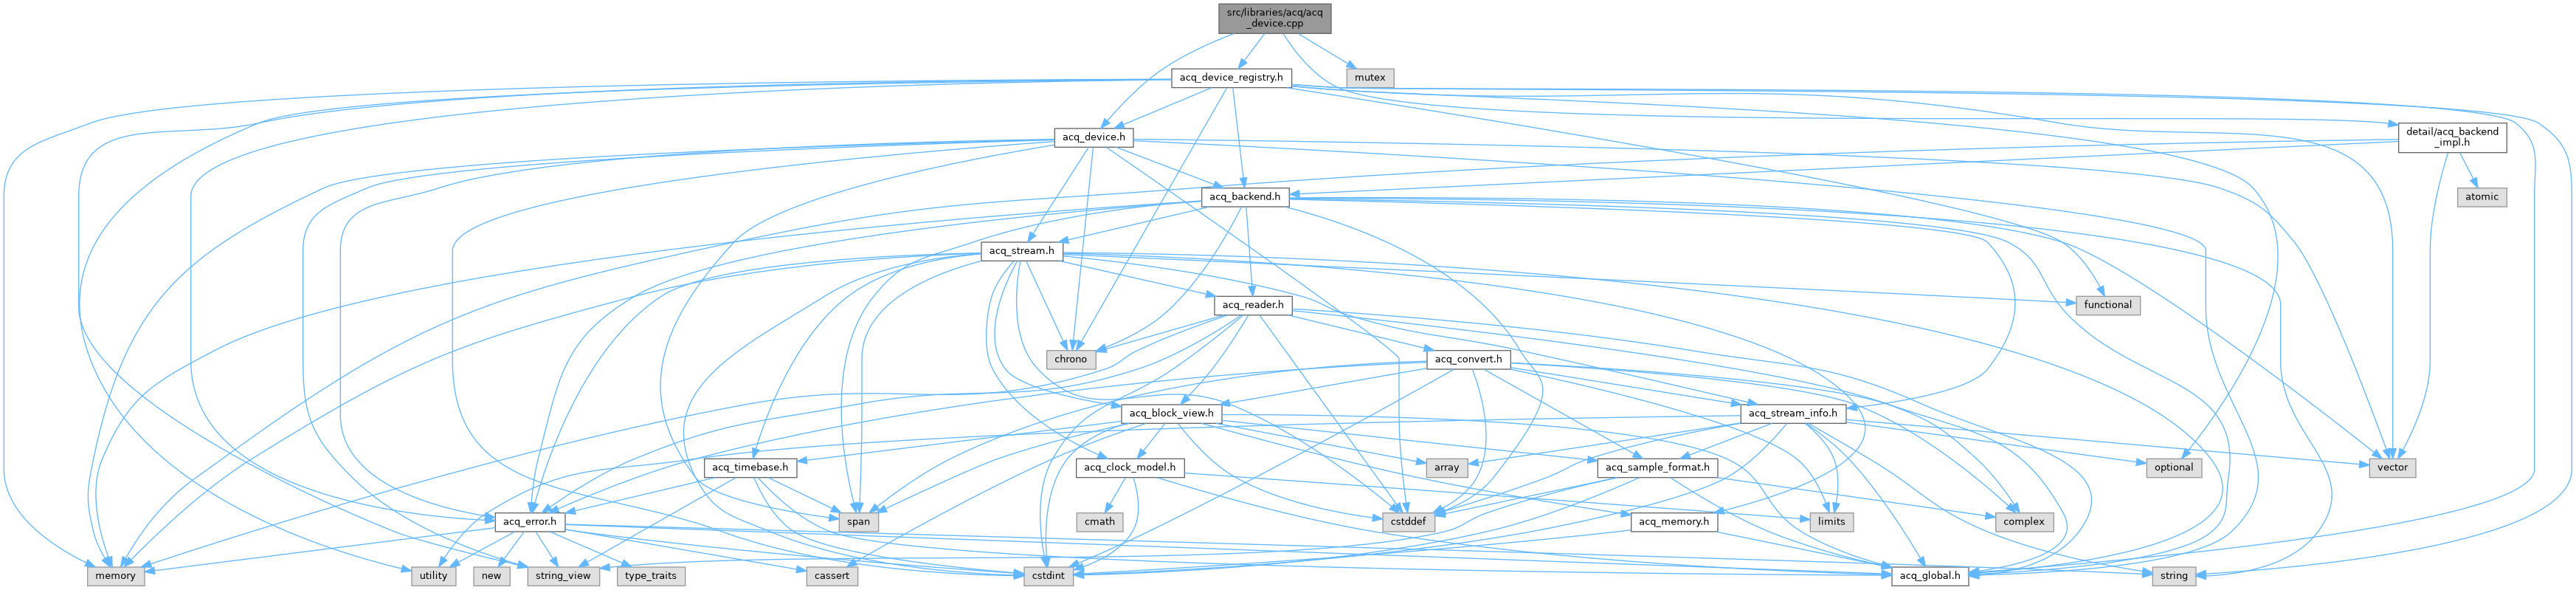 src/libraries/acq/acq
_device.cpp
acq_device_registry.h
mutex
acq_device.h
detail/acq_backend
_impl.h
acq_backend.h
atomic
acq_stream.h
acq_reader.h
functional
chrono
acq_convert.h
acq_block_view.h
acq_stream_info.h
acq_timebase.h
acq_clock_model.h
array
acq_sample_format.h
optional
vector
acq_error.h
span
cmath
cstddef
acq_memory.h
limits
complex
memory
utility
new
string_view
type_traits
cassert
cstdint
acq_global.h
string